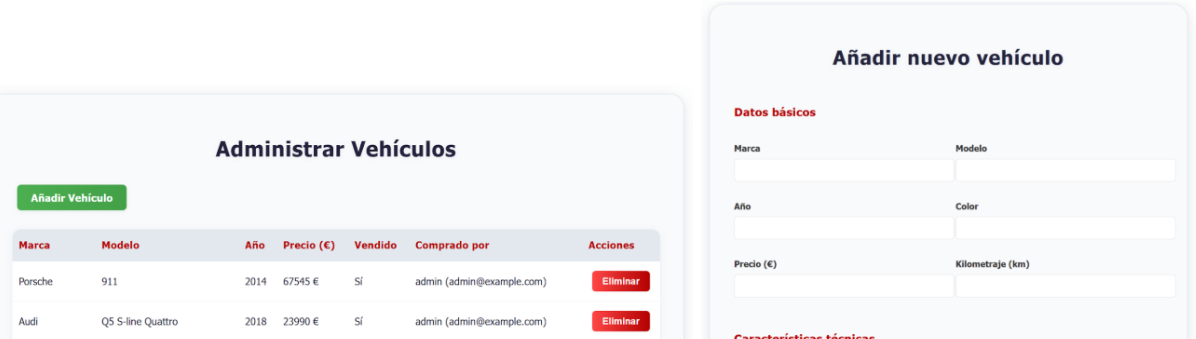 Administrar Vehículos
Añadir Vehículo
Marca Modelo Año Precio (€) Vendido Comprado por Acciones
Porsche 911 2014 67545 € Sí admin (admin@example.com) Eliminar
Audi Q5 S-line Quattro 2018 23990 € Sí admin (admin@example.com) Eliminar
Añadir nuevo vehículo
Datos básicos
Marca Modelo
Año Color
Precio (€) Kilometraje (km)
Características técnicas